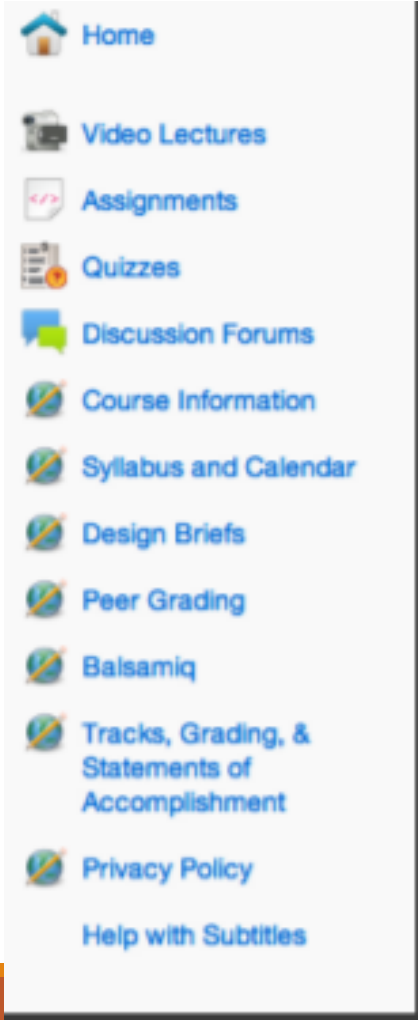 Home
Video Lectures
Assignments
Quizzes
Discussion Forums
Course Information
Syllabus and Calendar
Design Briefs
Peer Grading
Balsamiq
Tracks, Grading, &
Statements of
Accomplishment
Privacy Policy
Help with Subtitles